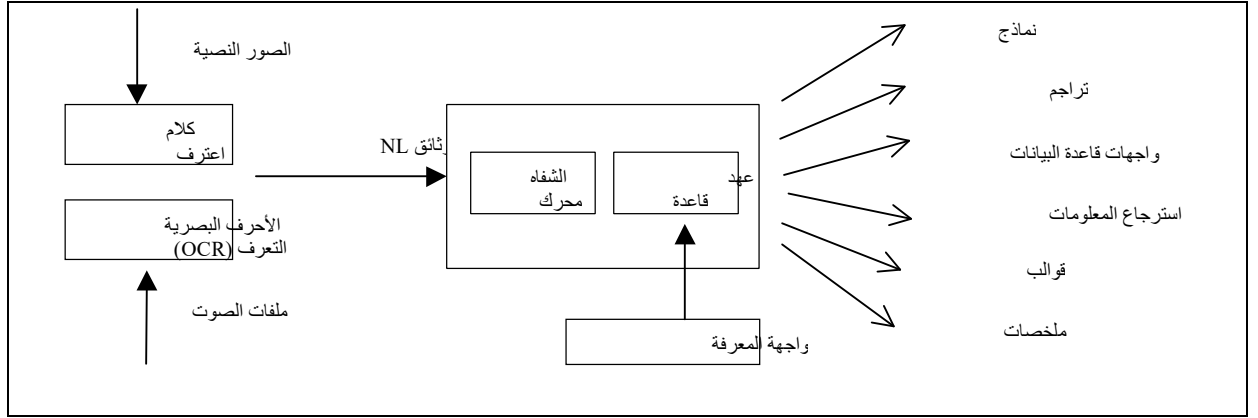 الصور النصية
كلام
اعترف
الأحرف البصرية
التعرف (OCR)
ملفات الصوت
وثائق NL
الشفاه
محرك
عهد
قاعدة
واجهة المعرفة
نماذج
تراجم
واجهات قاعدة البيانات
استرجاع المعلومات
قوالب
ملخصات